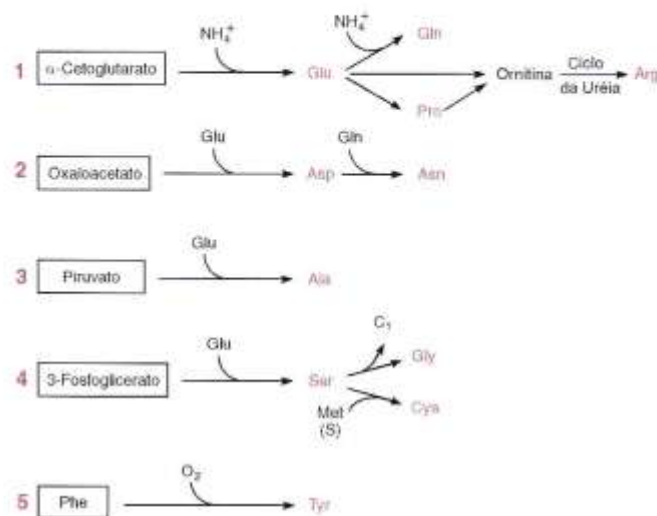 NH4+ NH4+ Gln
1 α-Cetoglutarato Glu Ornitina Ciclo da Uréia Arg
Pro
Glu Gln
2 Oxaloacetato Asp Asn
Glu
3 Piruvato Ala
Glu C1
4 3-Fosfoglicerato Ser Gly
Met (S) Cys
O2
5 Phe Tyr